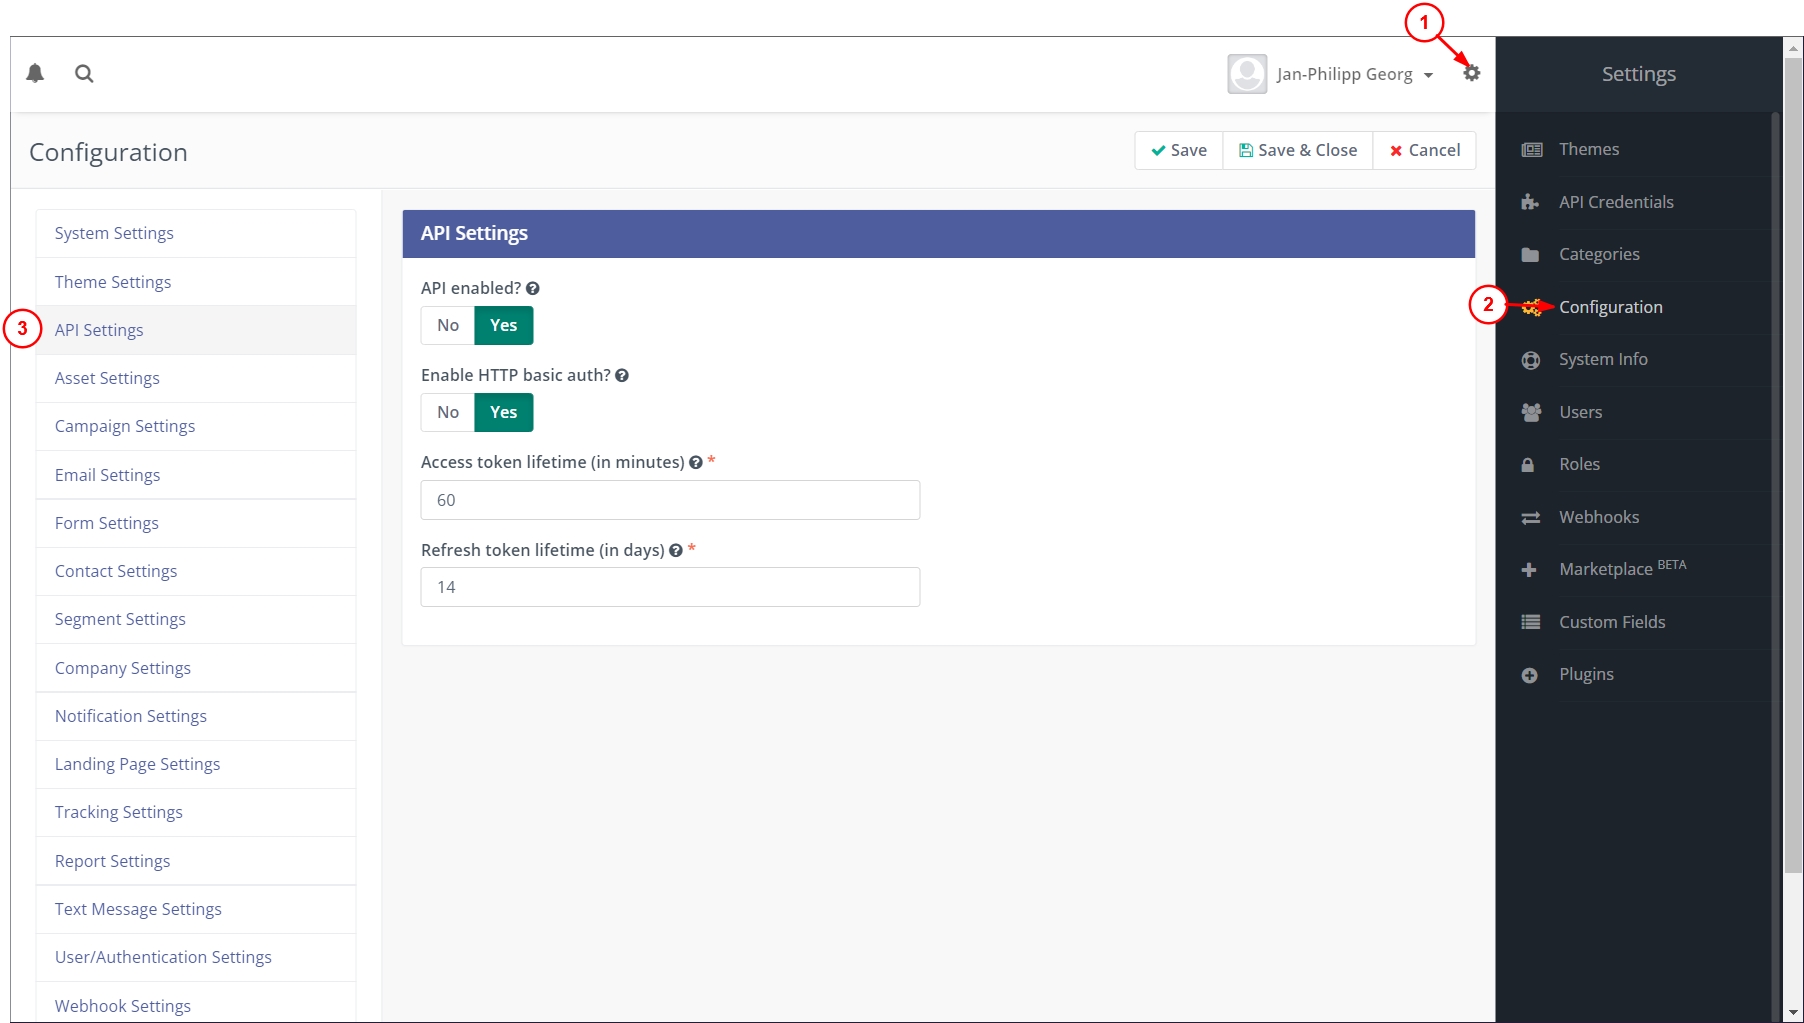 1
Jan-Philipp Georg
Settings
Configuration
Save
Save & Close
Cancel
System Settings
Theme Settings
3
API Settings
Asset Settings
Campaign Settings
Email Settings
Form Settings
Contact Settings
Segment Settings
Company Settings
Notification Settings
Landing Page Settings
Tracking Settings
Report Settings
Text Message Settings
User/Authentication Settings
Webhook Settings
API Settings
API enabled?
No Yes
Enable HTTP basic auth?
No Yes
Access token lifetime (in minutes) *
60
Refresh token lifetime (in days) *
14
Themes
API Credentials
Categories
2
Configuration
System Info
Users
Roles
Webhooks
Marketplace BETA
Custom Fields
Plugins